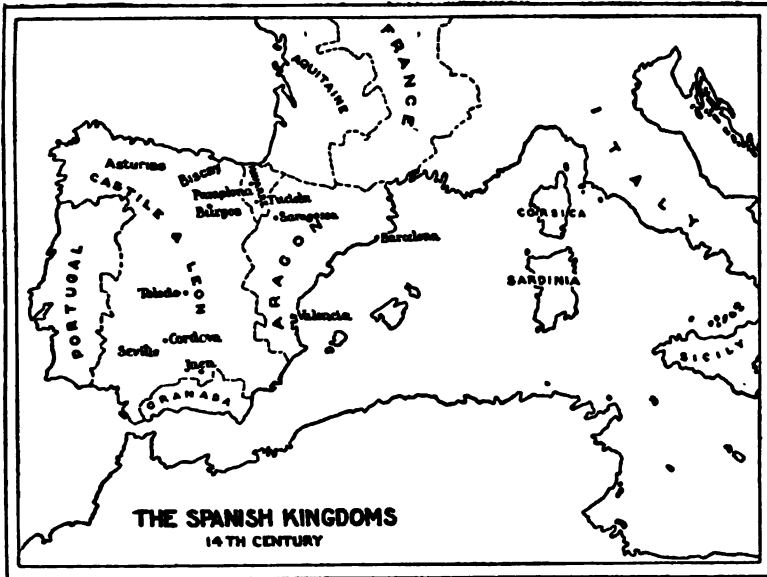 FRANCE
AQUITAINE
ITALY
Asturias
Biscay
CASTILE & LEON
Pamplona
Tudela
Burgos
Saragossa
CORSICA
Barcelona
ARAGON
PORTUGAL
Toledo
SARDINIA
Valencia
Cordova
Seville
SICILY
Jaen
GRANADA
THE SPANISH KINGDOMS
14TH CENTURY